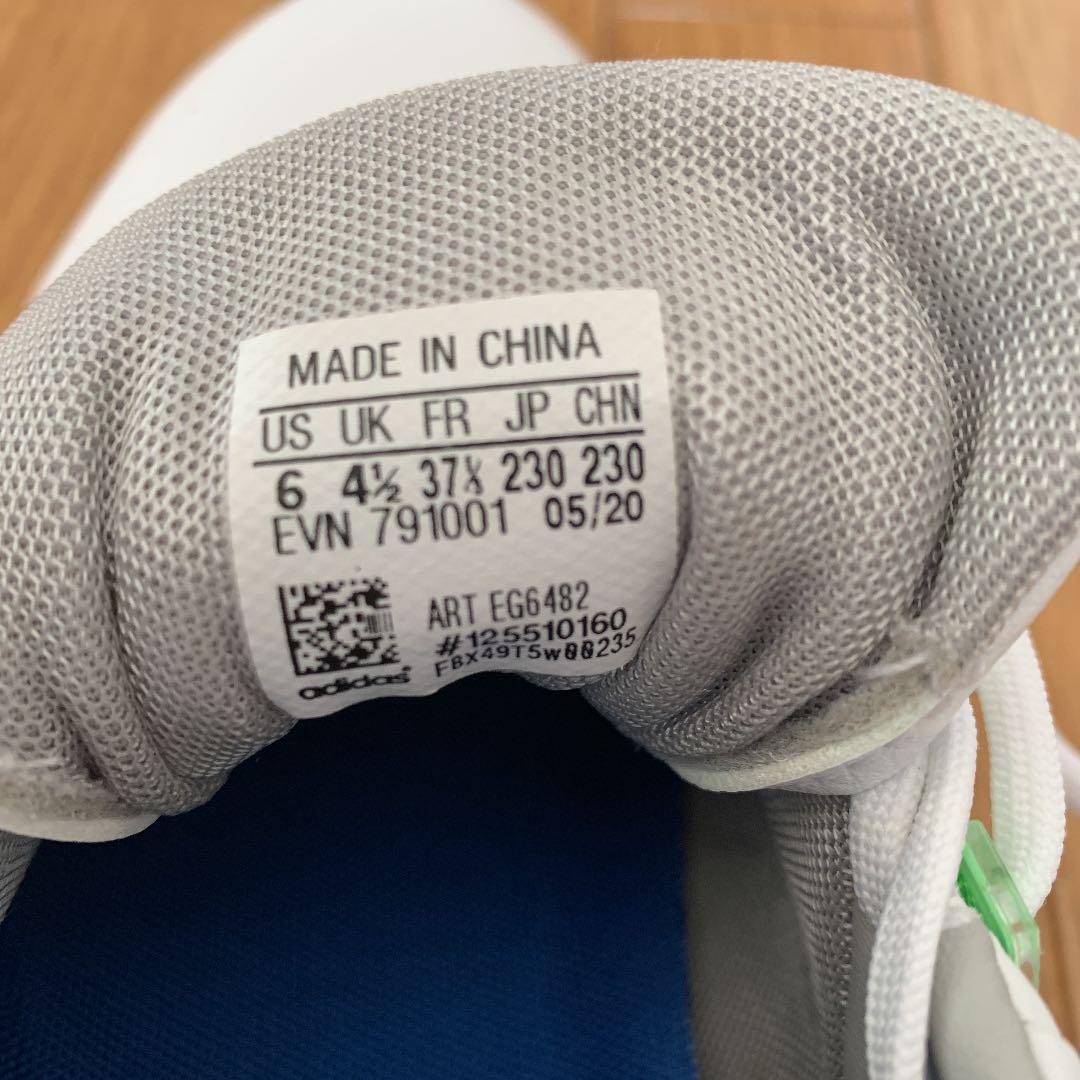 MADE IN CHINA
US UK FR JP CHN
6 4½ 37⅓ 230 230
EVN 791001 05/20
ART EG6482
#125510160
adidas